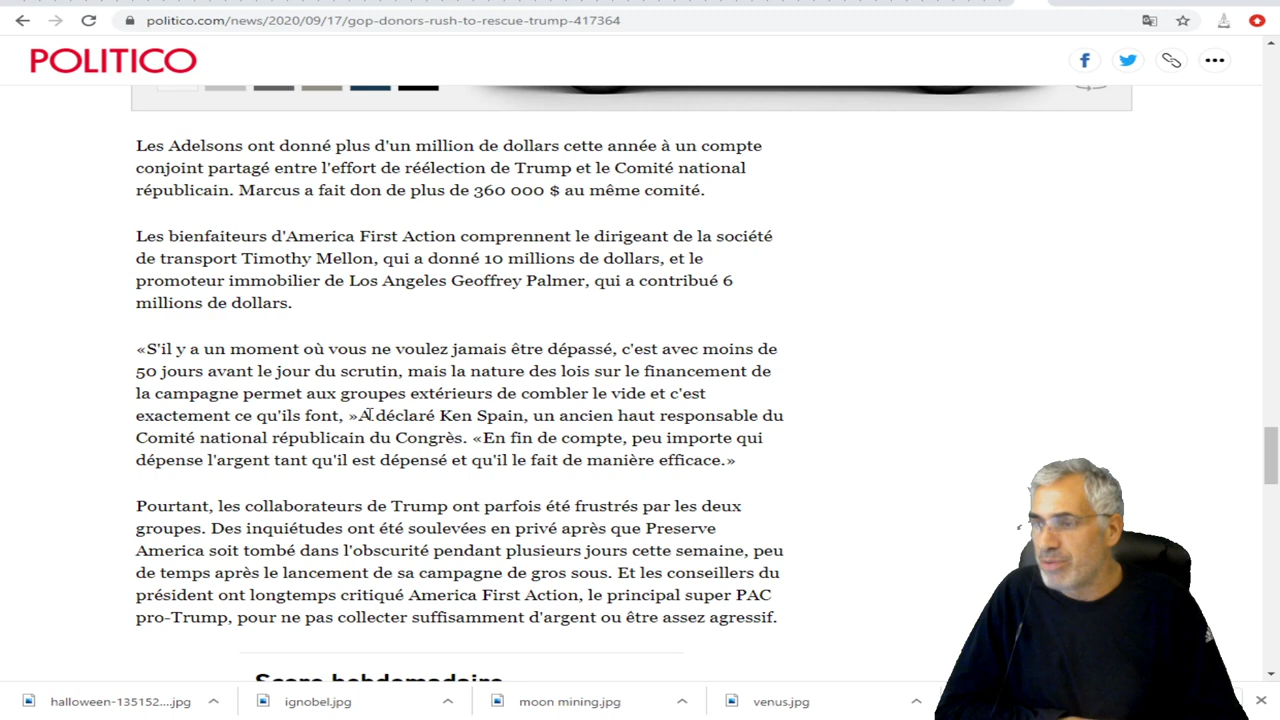 politico.com/news/2020/09/17/gop-donors-rush-to-rescue-trump-417364
POLITICO
Les Adelsons ont donné plus d'un million de dollars cette année à un compte
conjoint partagé entre l'effort de réélection de Trump et le Comité national
républicain. Marcus a fait don de plus de 360 000 $ au même comité.
Les bienfaiteurs d'America First Action comprennent le dirigeant de la société
de transport Timothy Mellon, qui a donné 10 millions de dollars, et le
promoteur immobilier de Los Angeles Geoffrey Palmer, qui a contribué 6
millions de dollars.
«S'il y a un moment où vous ne voulez jamais être dépassé, c'est avec moins de
50 jours avant le jour du scrutin, mais la nature des lois sur le financement de
la campagne permet aux groupes extérieurs de combler le vide et c'est
exactement ce qu'ils font, »A déclaré Ken Spain, un ancien haut responsable du
Comité national républicain du Congrès. «En fin de compte, peu importe qui
dépense l'argent tant qu'il est dépensé et qu'il le fait de manière efficace.»
Pourtant, les collaborateurs de Trump ont parfois été frustrés par les deux
groupes. Des inquiétudes ont été soulevées en privé après que Preserve
America soit tombé dans l'obscurité pendant plusieurs jours cette semaine, peu
de temps après le lancement de sa campagne de gros sous. Et les conseillers du
président ont longtemps critiqué America First Action, le principal super PAC
pro-Trump, pour ne pas collecter suffisamment d'argent ou être assez agressif.
Score hebdomadaire
halloween-135152....jpg
ignobel.jpg
moon mining.jpg
venus.jpg